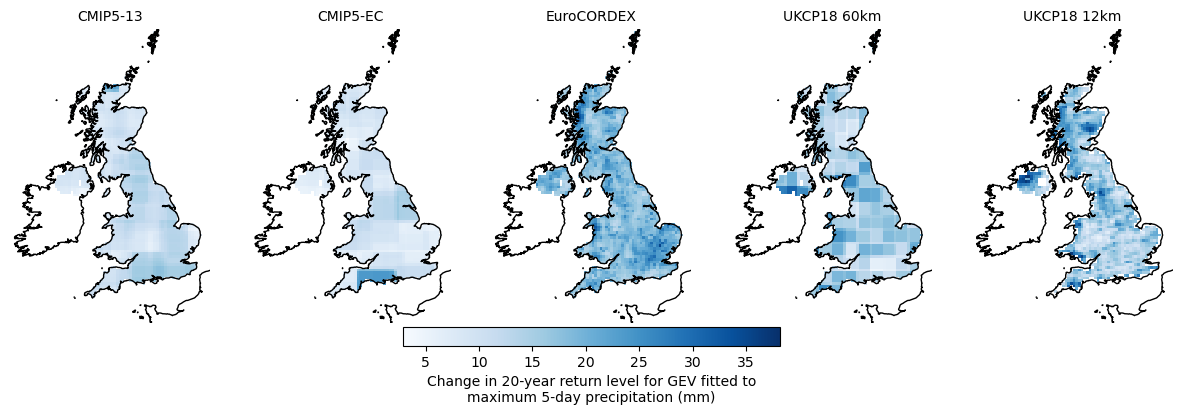 CMIP5-13
CMIP5-EC
EuroCORDEX
UKCP18 60km
UKCP18 12km
5 10 15 20 25 30 35
Change in 20-year return level for GEV fitted to
maximum 5-day precipitation (mm)